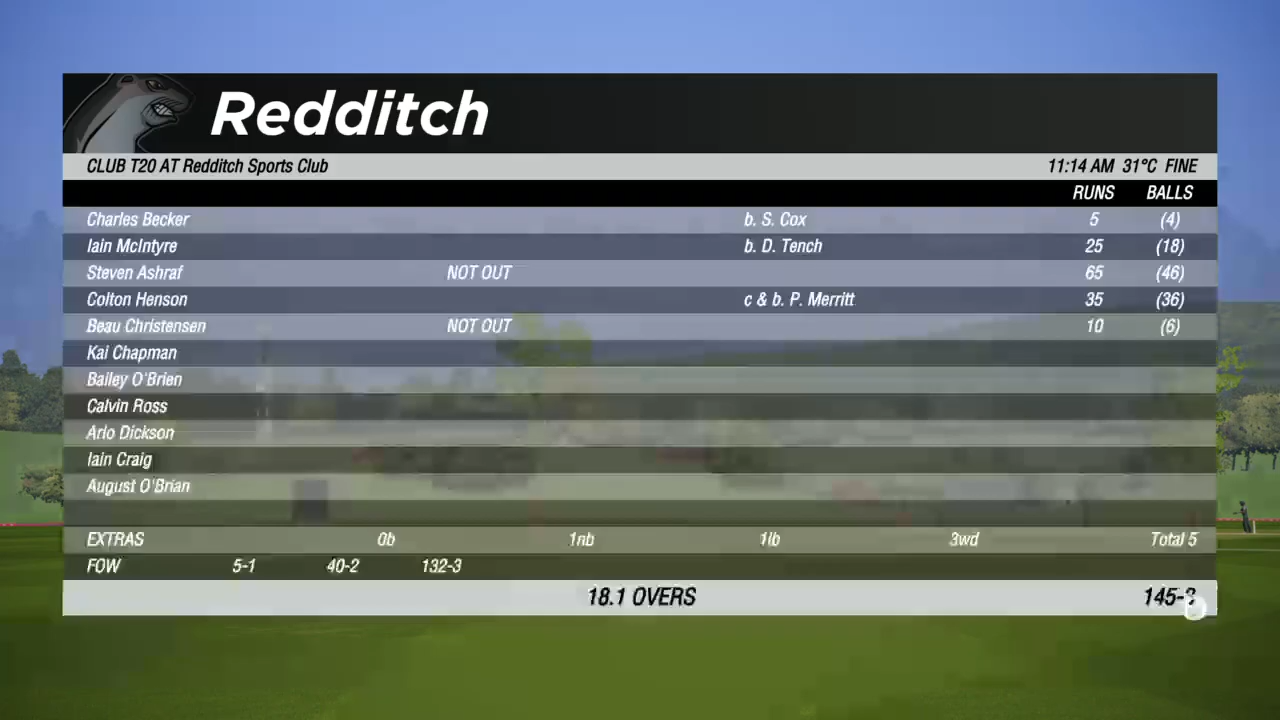 Redditch
CLUB T20 AT Redditch Sports Club 11:14 AM 31°C FINE
RUNS BALLS
Charles Becker b. S. Cox 5 (4)
Iain McIntyre b. D. Tench 25 (18)
Steven Ashraf NOT OUT 65 (46)
Colton Henson c & b. P. Merritt 35 (36)
Beau Christensen NOT OUT 10 (6)
Kai Chapman
Bailey O'Brien
Calvin Ross
Arlo Dickson
Iain Craig
August O'Brian
EXTRAS 0b 1nb 1lb 3wd Total 5
FOW 5-1 40-2 132-3
18.1 OVERS 145-3